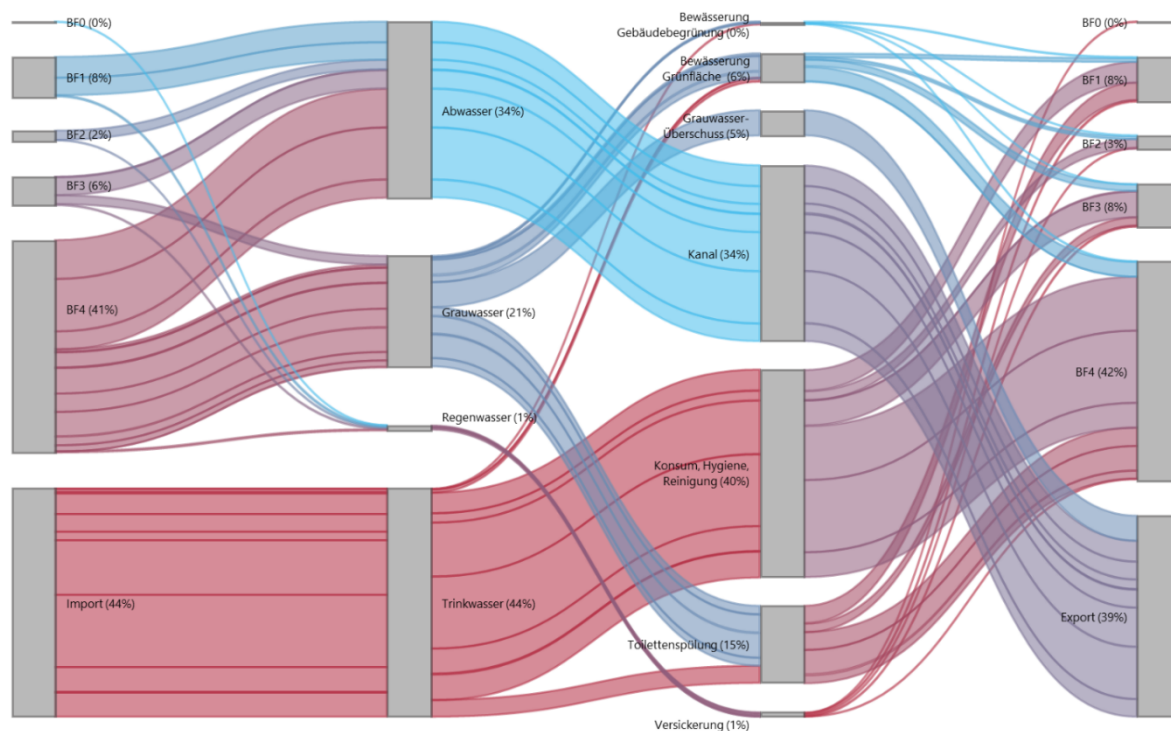 BF0 (0%)
BF1 (8%)
BF2 (2%)
BF3 (6%)
BF4 (41%)
Import (44%)
Abwasser (34%)
Grauwasser (21%)
Regenwasser (1%)
Trinkwasser (44%)
Bewässerung
Gebäudebegrünung (0%)
Bewässerung
Grünfläche (6%)
Grauwasser-
Überschuss (5%)
Kanal (34%)
Konsum, Hygiene,
Reinigung (40%)
Toilettenspülung (15%)
Versickerung (1%)
BF0 (0%)
BF1 (8%)
BF2 (3%)
BF3 (8%)
BF4 (42%)
Export (39%)